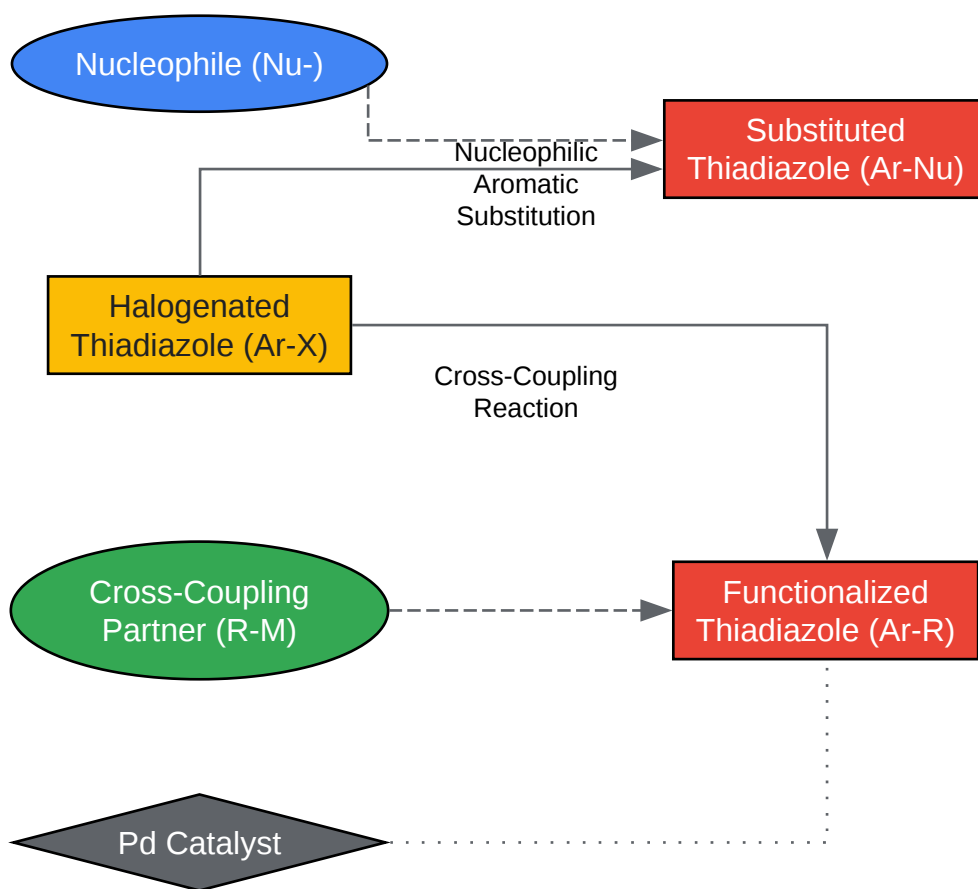 Nucleophile (Nu-)
Substituted
Thiadiazole (Ar-Nu)
Nucleophilic
Aromatic
Substitution
Halogenated
Thiadiazole (Ar-X)
Cross-Coupling
Reaction
Cross-Coupling
Partner (R-M)
Functionalized
Thiadiazole (Ar-R)
Pd Catalyst